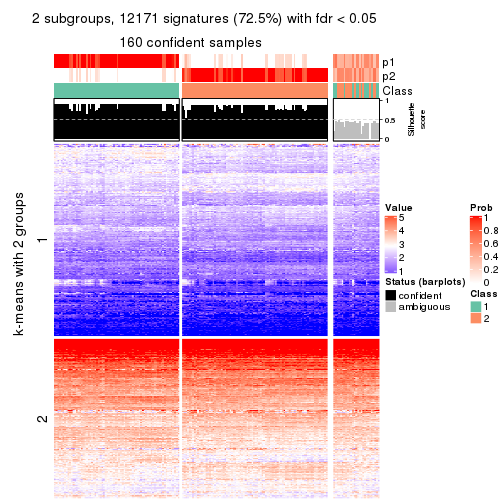 2 subgroups, 12171 signatures (72.5%) with fdr < 0.05
160 confident samples
p1
p2
Class
1
0.5
0
Silhouette
score
k-means with 2 groups
1
2
Value
5
4
3
2
1
Status (barplots)
confident
ambiguous
Prob
1
0.8
0.6
0.4
0.2
0
Class
1
2